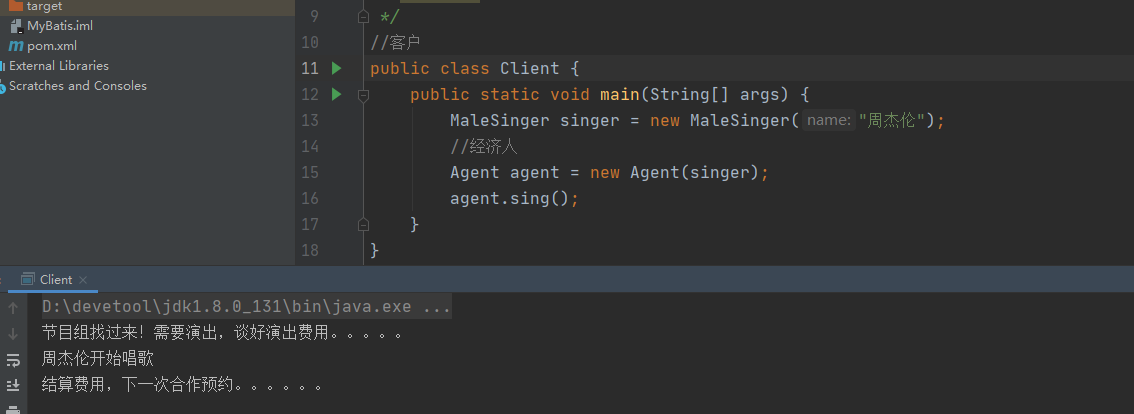 target
MyBatis.iml
pom.xml
External Libraries
Scratches and Consoles
9 */
10 //客户
11 public class Client {
12 public static void main(String[] args) {
13 MaleSinger singer = new MaleSinger( name: "周杰伦");
14 //经济人
15 Agent agent = new Agent(singer);
16 agent.sing();
17 }
18 }
Client ×
D:\devetool\jdk1.8.0_131\bin\java.exe ...
节目组找过来！需要演出，谈好演出费用。。。。。
周杰伦开始唱歌
结算费用，下一次合作预约。。。。。。